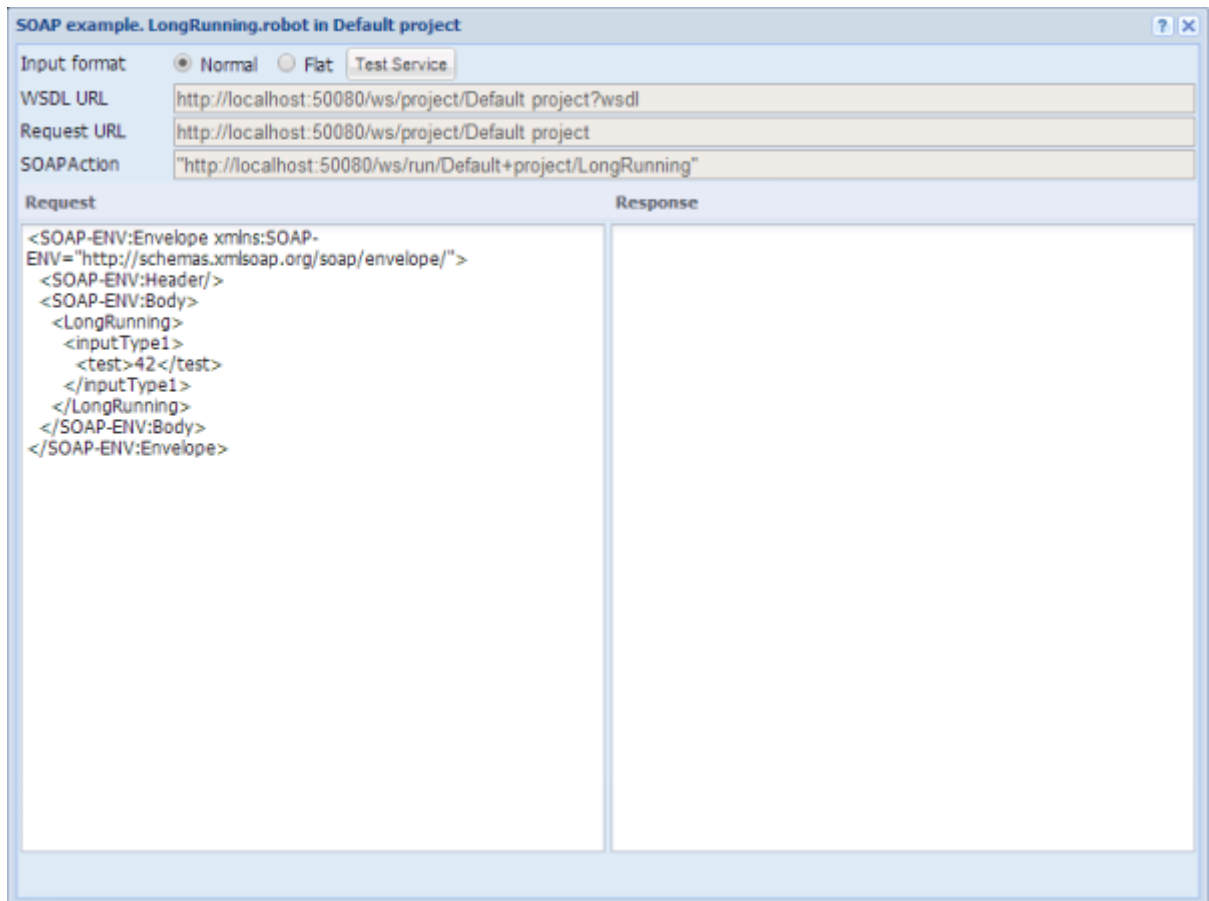 SOAP example. LongRunning.robot in Default project
Input format Normal Flat Test Service
WSDL URL http://localhost:50080/ws/project/Default project?wsdl
Request URL http://localhost:50080/ws/project/Default project
SOAPAction "http://localhost:50080/ws/run/Default+project/LongRunning"
Request Response
<SOAP-ENV:Envelope xmlns:SOAP-
ENV="http://schemas.xmlsoap.org/soap/envelope/">
<SOAP-ENV:Header/>
<SOAP-ENV:Body>
<LongRunning>
<inputType1>
<test>42</test>
</inputType1>
</LongRunning>
</SOAP-ENV:Body>
</SOAP-ENV:Envelope>